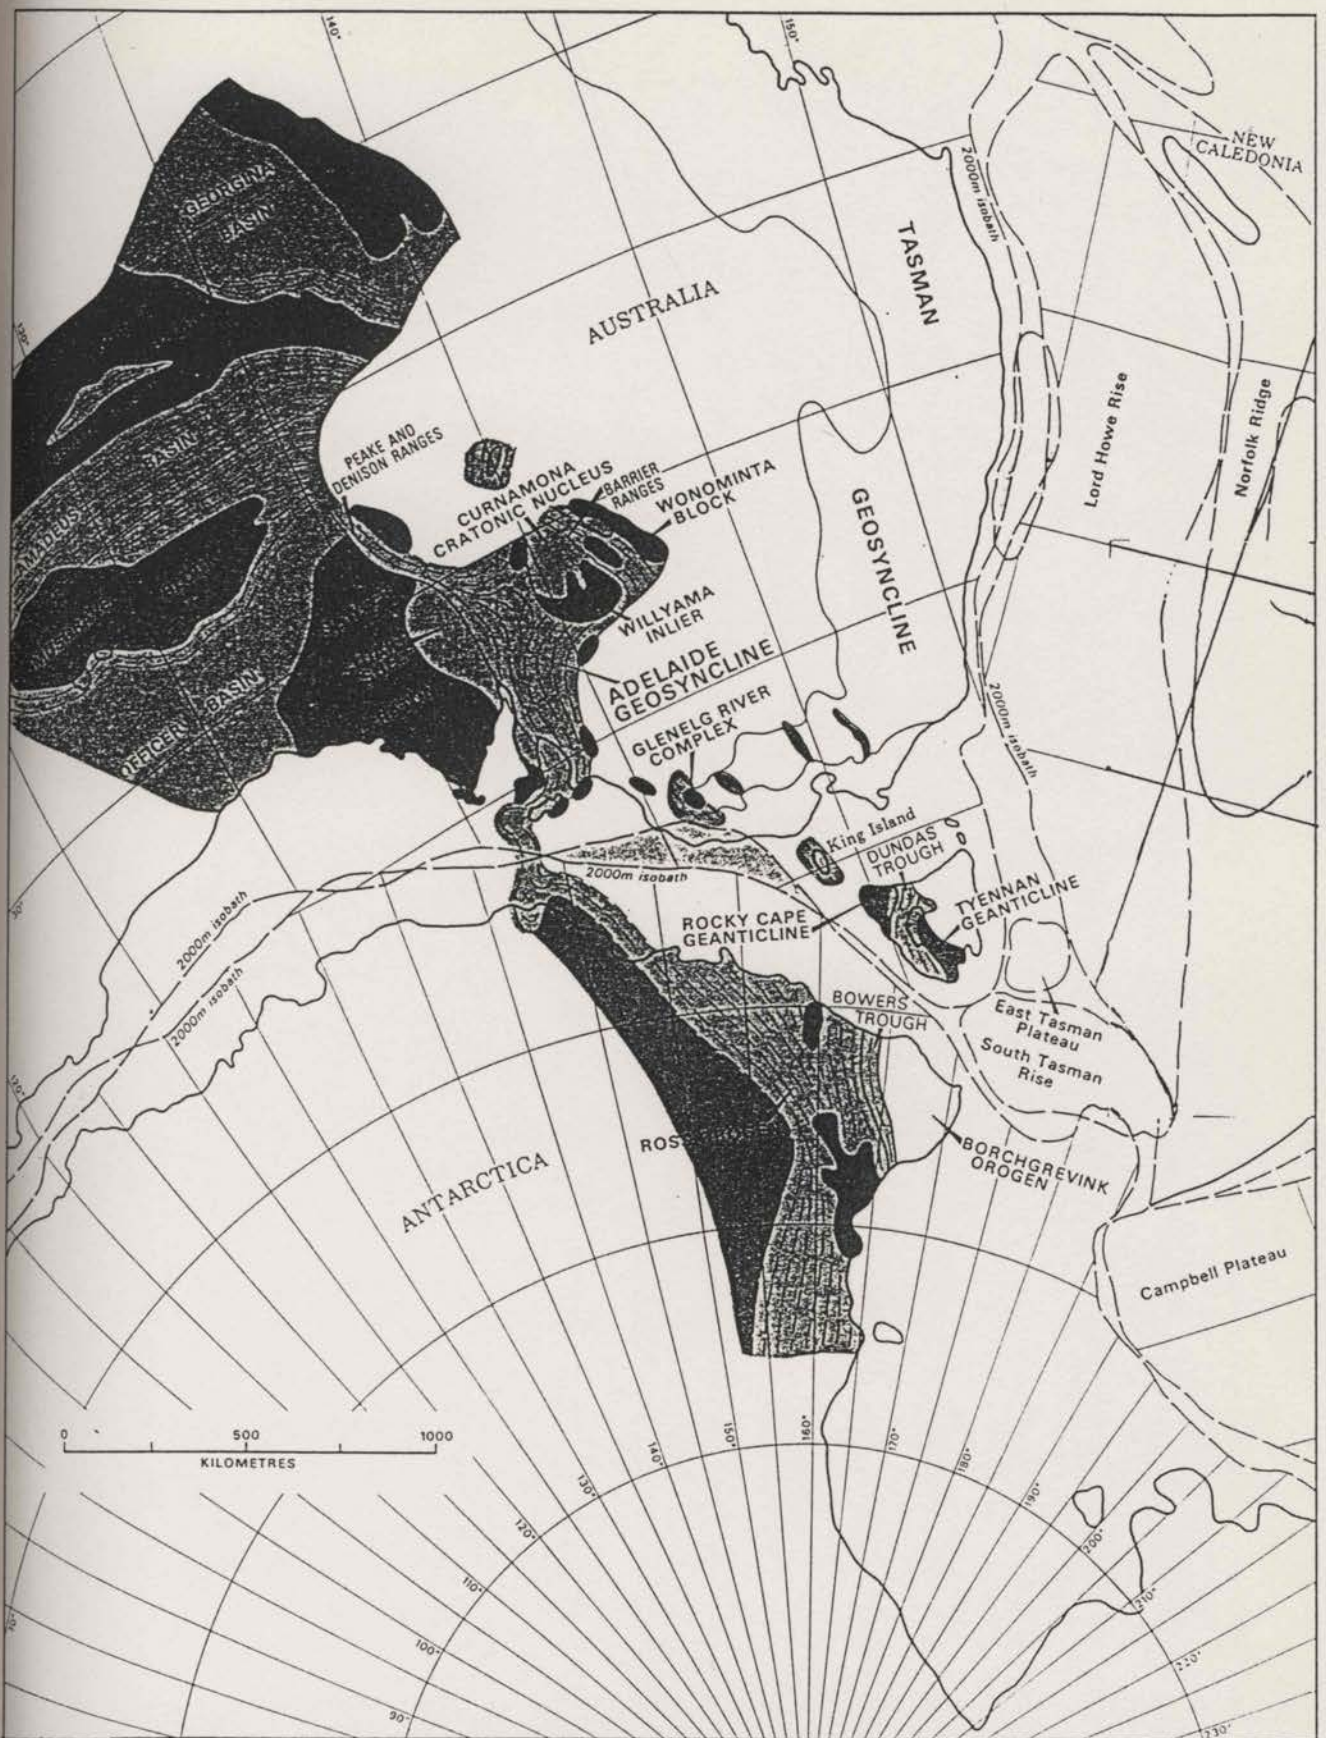 140°
150°
NEW
CALEDONIA
2000m isobath
GEORGINA
BASIN
TASMAN
AUSTRALIA
130°
Lord Howe Rise
Norfolk Ridge
BASIN
PEAKE AND
DENISON RANGES
CURNAMONA
CRATONIC NUCLEUS
BARRIER
RANGES
WONOMINTA
BLOCK
GEOSYNCLINE
AMADEUS
WILLYAMA
INLIER
ADELAIDE
GEOSYNCLINE
BASIN
OFFICER
GLENELG RIVER
COMPLEX
2000m isobath
King Island
DUNDAS
TROUGH
2000m isobath
TYENNAN
GEANTICLINE
ROCKY CAPE
GEANTICLINE
2000m isobath
2000m isobath
BOWERS
TROUGH
East Tasman
Plateau
South Tasman
Rise
120°
ROSS
BORCHGREVINK
OROGEN
ANTARCTICA
Campbell Plateau
0 500 1000
KILOMETRES
150°
160°
170°
140°
180°
130°
190°
120°
200°
110°
210°
100°
220°
90°
230°